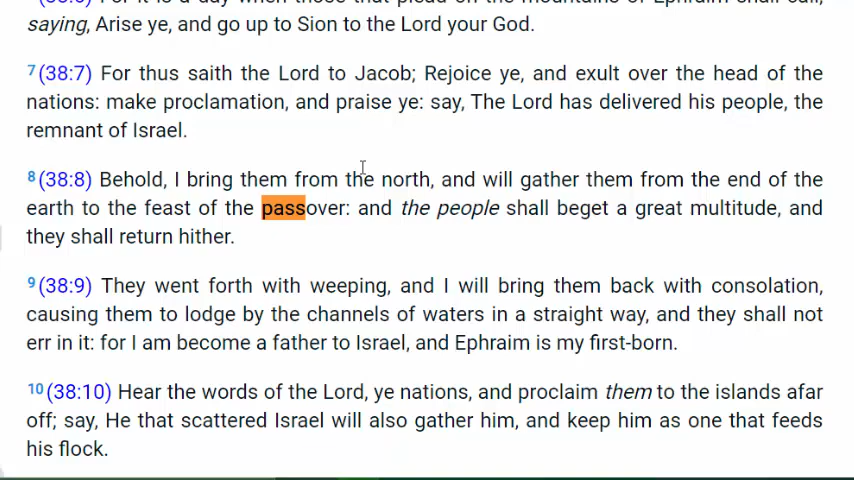 saying, Arise ye, and go up to Sion to the Lord your God.
7 (38:7) For thus saith the Lord to Jacob; Rejoice ye, and exult over the head of the
nations: make proclamation, and praise ye: say, The Lord has delivered his people, the
remnant of Israel.
8 (38:8) Behold, I bring them from the north, and will gather them from the end of the
earth to the feast of the passover: and the people shall beget a great multitude, and
they shall return hither.
9 (38:9) They went forth with weeping, and I will bring them back with consolation,
causing them to lodge by the channels of waters in a straight way, and they shall not
err in it: for I am become a father to Israel, and Ephraim is my first-born.
10 (38:10) Hear the words of the Lord, ye nations, and proclaim them to the islands afar
off; say, He that scattered Israel will also gather him, and keep him as one that feeds
his flock.